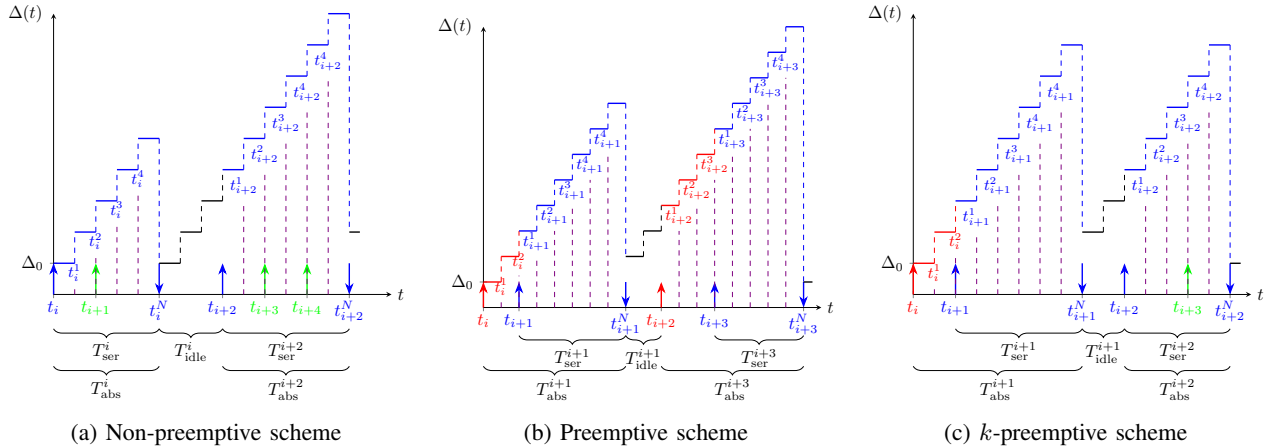 Δ(t)
t_{i+2}^4
t_{i+2}^4
t_{i+2}^3
t_{i+2}^2
t_{i+2}^1
t_i^4
t_i^3
t_i^2
t_i^1
Δ_0
t
t_i t_{i+1} t_i^N t_{i+2} t_{i+3} t_{i+4} t_{i+2}^N
T_ser^i T_idle^i T_ser^{i+2}
T_abs^i T_abs^{i+2}
(a) Non-preemptive scheme
Δ(t)
t_{i+3}^4
t_{i+3}^3
t_{i+3}^2
t_{i+3}^1
t_{i+2}^3
t_{i+2}^2
t_{i+2}^1
t_{i+1}^4
t_{i+1}^4
t_{i+1}^3
t_{i+1}^2
t_{i+1}^1
t_i^2
t_i^1
Δ_0
t
t_i t_{i+1} t_{i+1}^N t_{i+2} t_{i+3} t_{i+3}^N
T_ser^{i+1} T_idle^{i+1} T_ser^{i+3}
T_abs^{i+1} T_abs^{i+3}
(b) Preemptive scheme
Δ(t)
t_{i+1}^4
t_{i+1}^4
t_{i+1}^3
t_{i+1}^2
t_{i+1}^1
t_{i+2}^4
t_{i+2}^3
t_{i+2}^2
t_{i+2}^1
t_i^2
t_i^1
Δ_0
t
t_i t_{i+1} t_{i+1}^N t_{i+2} t_{i+3} t_{i+2}^N
T_ser^{i+1} T_idle^{i+1} T_ser^{i+2}
T_abs^{i+1} T_abs^{i+2}
(c) k-preemptive scheme